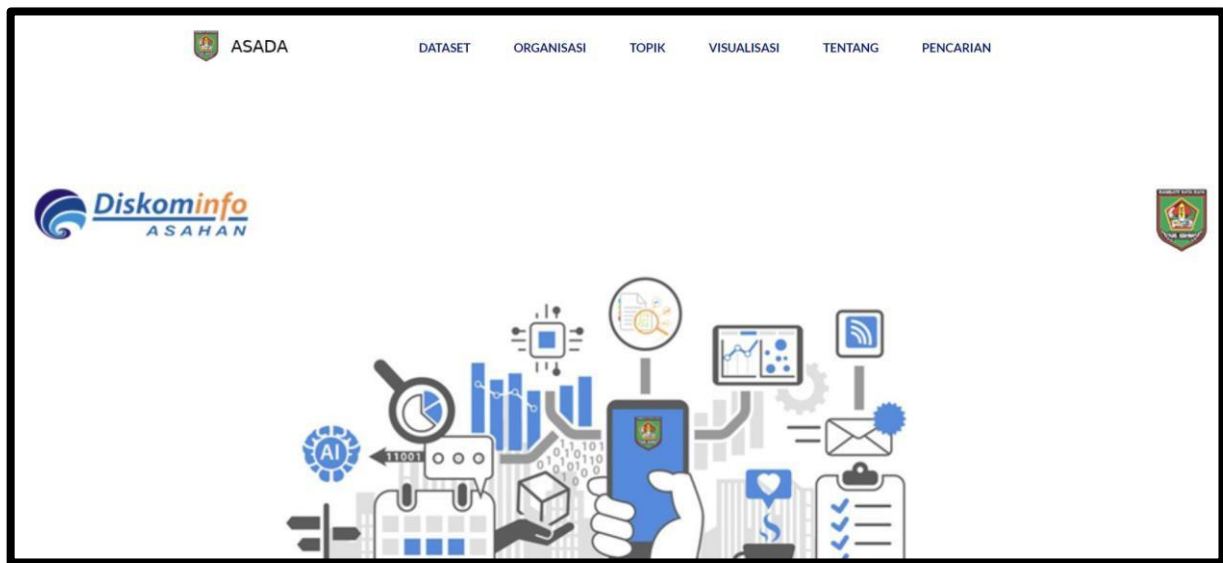 ASADA DATASET ORGANISASI TOPIK VISUALISASI TENTANG PENCARIAN
Diskominfo
ASAHAN
AI
11001